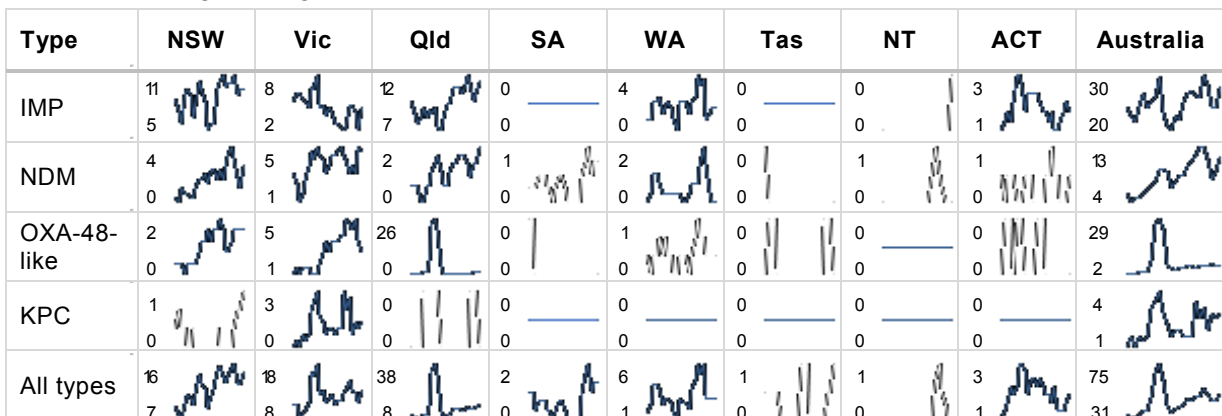 Type NSW Vic Qld SA WA Tas NT ACT Australia
11 8 12 0 4 0 0 3 30
IMP
5 2 7 0 0 0 0 1 20
4 5 2 1 2 0 1 1 13
NDM
0 1 0 0 0 0 0 0 4
OXA-48-
2 5 26 0 1 0 0 0 29
like
0 1 0 0 0 0 0 0 2
1 3 0 0 0 0 0 0 4
KPC
0 0 0 0 0 0 0 0 1
16 18 38 2 6 1 1 3 75
All types
7 8 8 0 1 0 0 1 31